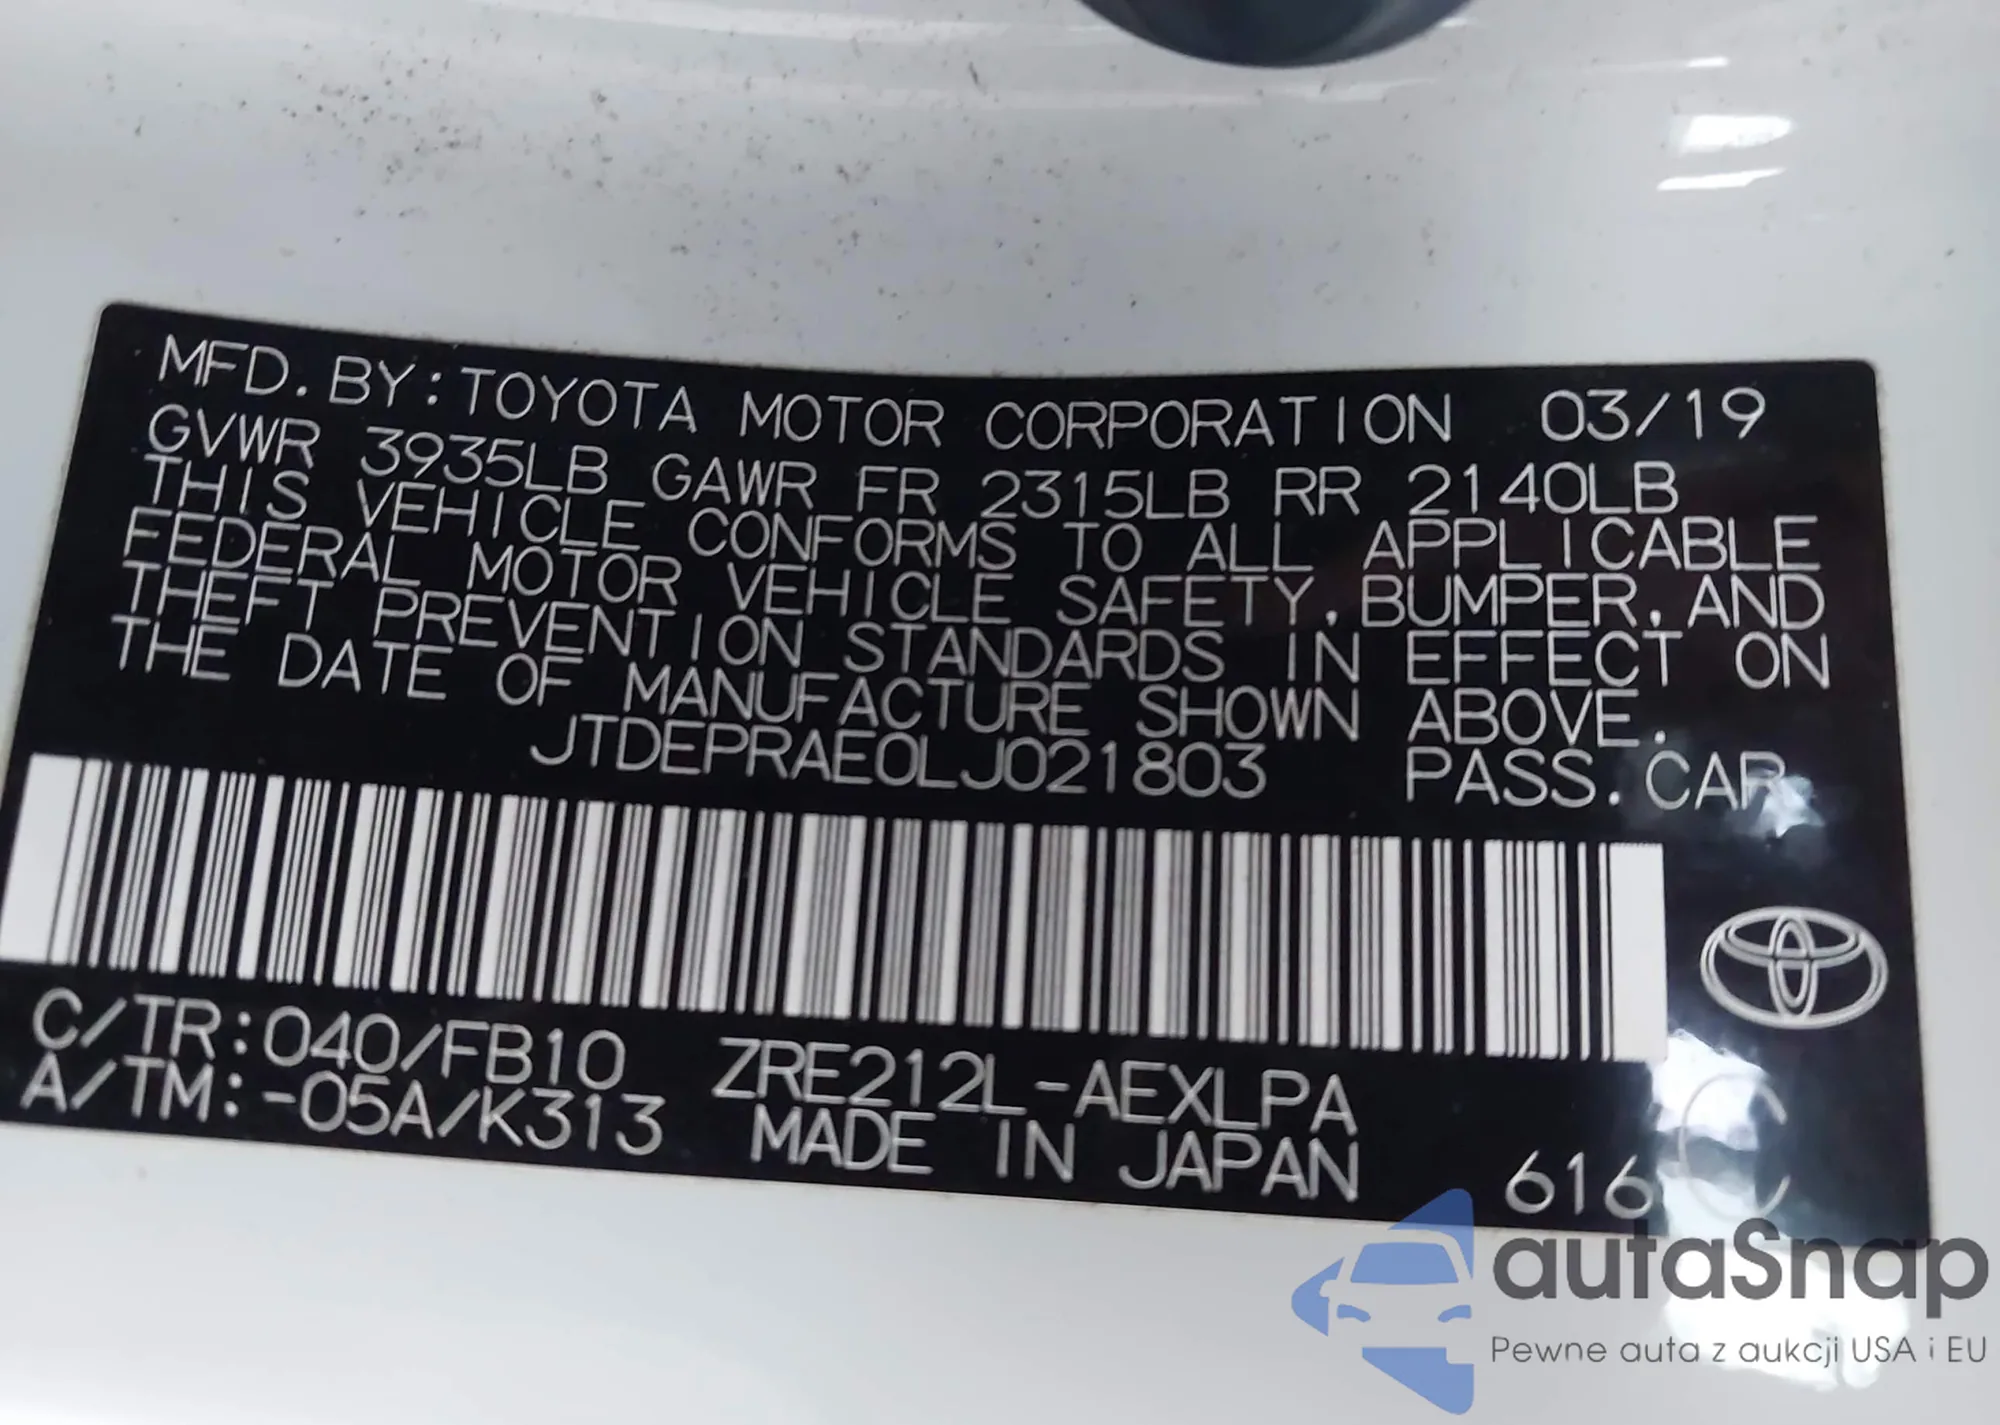 MFD. BY:TOYOTA MOTOR CORPORATION 03/19
GVWR 3935LB GAWR FR 2315LB RR 2140LB
THIS VEHICLE CONFORMS TO ALL APPLICABLE
FEDERAL MOTOR VEHICLE SAFETY, BUMPER, AND
THEFT PREVENTION STANDARDS IN EFFECT ON
THE DATE OF MANUFACTURE SHOWN ABOVE.
JTDEPRAE0LJ021803 PASS. CAR
C/TR:040/FB10 ZRE212L-AEXLPA
A/TM:-05A/K313 MADE IN JAPAN 616 C
autaSnap
Pewne auta z aukcji USA i EU